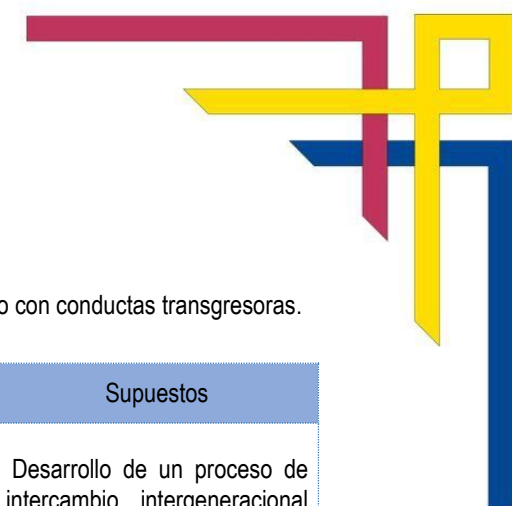 o con conductas transgresoras.
Supuestos
Desarrollo de un proceso de
intercambio intergeneracional